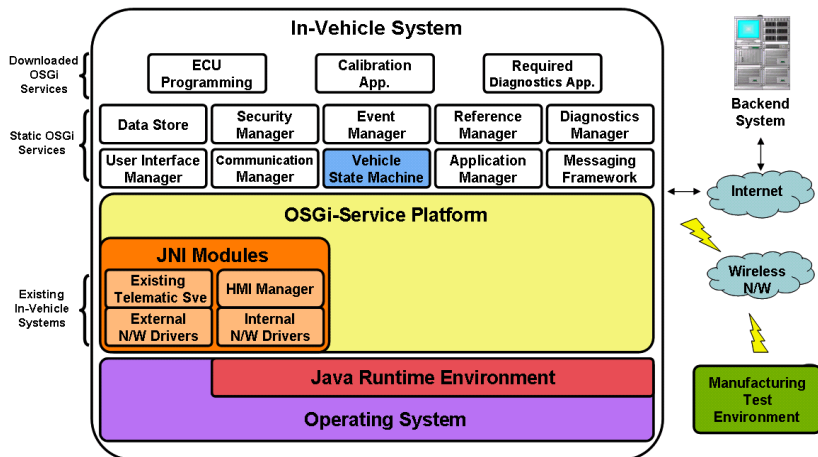 In-Vehicle System
Downloaded
OSGi
Services
ECU
Programming
Calibration
App.
Required
Diagnostics App.
Static OSGi
Services
Data Store
Security
Manager
Event
Manager
Reference
Manager
Diagnostics
Manager
User Interface
Manager
Communication
Manager
Vehicle
State Machine
Application
Manager
Messaging
Framework
OSGi-Service Platform
JNI Modules
Existing
In-Vehicle
Systems
Existing
Telematic Sve
HMI Manager
External
N/W Drivers
Internal
N/W Drivers
Java Runtime Environment
Operating System
Backend
System
Internet
Wireless
N/W
Manufacturing
Test
Environment